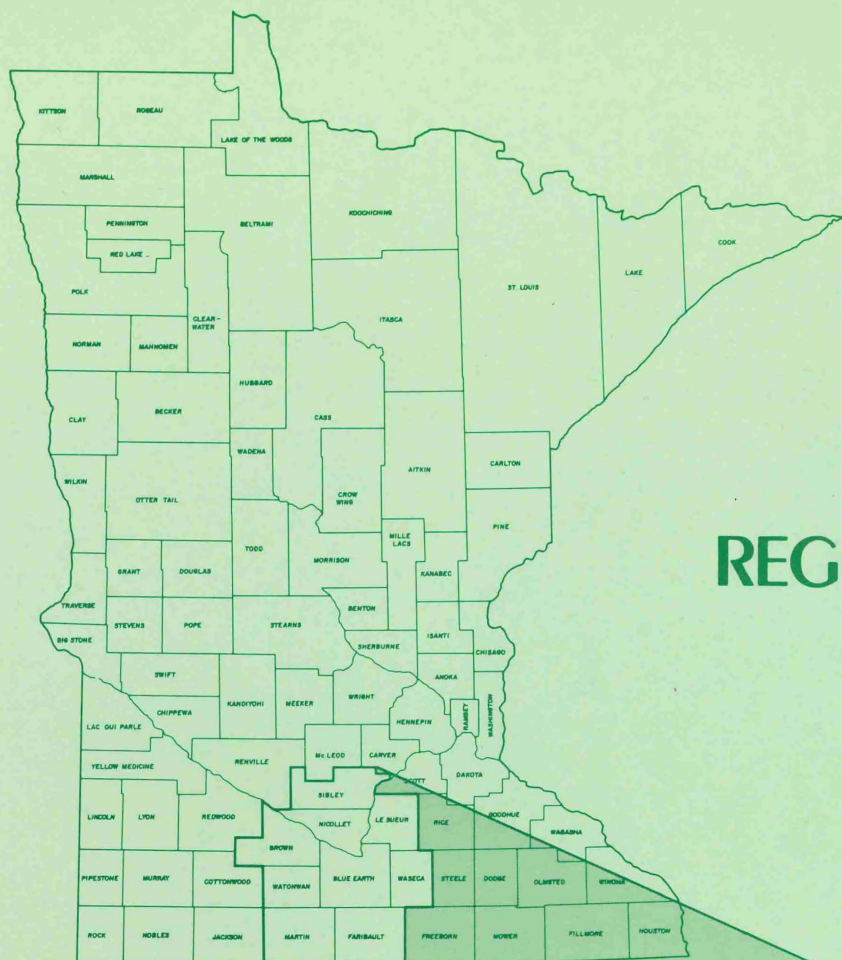 KITTSON
ROSEAU
LAKE OF THE WOODS
MARSHALL
KOOCHICHING
PENNINGTON
BELTRAMI
RED LAKE
COOK
ST. LOUIS
LAKE
POLK
CLEAR-
WATER
ITASCA
NORMAN
MAHNOMEN
HUBBARD
CLAY
BECKER
CASS
WADENA
AITKIN
CARLTON
WILKIN
OTTER TAIL
CROW
WING
PINE
TODD
MILLE
LACS
REG
GRANT
DOUGLAS
MORRISON
KANABEC
TRAVERSE
BENTON
STEVENS
POPE
STEARNS
ISANTI
BIG STONE
SHERBURNE
CHISAGO
SWIFT
ANOKA
KANDIYOHI
MEEKER
WRIGHT
RAMSEY
WASHINGTON
CHIPPEWA
HENNEPIN
LAC QUI PARLE
Mc LEOD
CARVER
YELLOW MEDICINE
RENVILLE
SCOTT
DAKOTA
SIBLEY
LINCOLN
LYON
REDWOOD
NICOLLET
LE SUEUR
RICE
GOODHUE
WABASHA
BROWN
PIPESTONE
MURRAY
COTTONWOOD
WATONWAN
BLUE EARTH
WASECA
STEELE
DODGE
OLMSTED
WINONA
ROCK
NOBLES
JACKSON
MARTIN
FARIBAULT
FREEBORN
MOWER
FILLMORE
HOUSTON